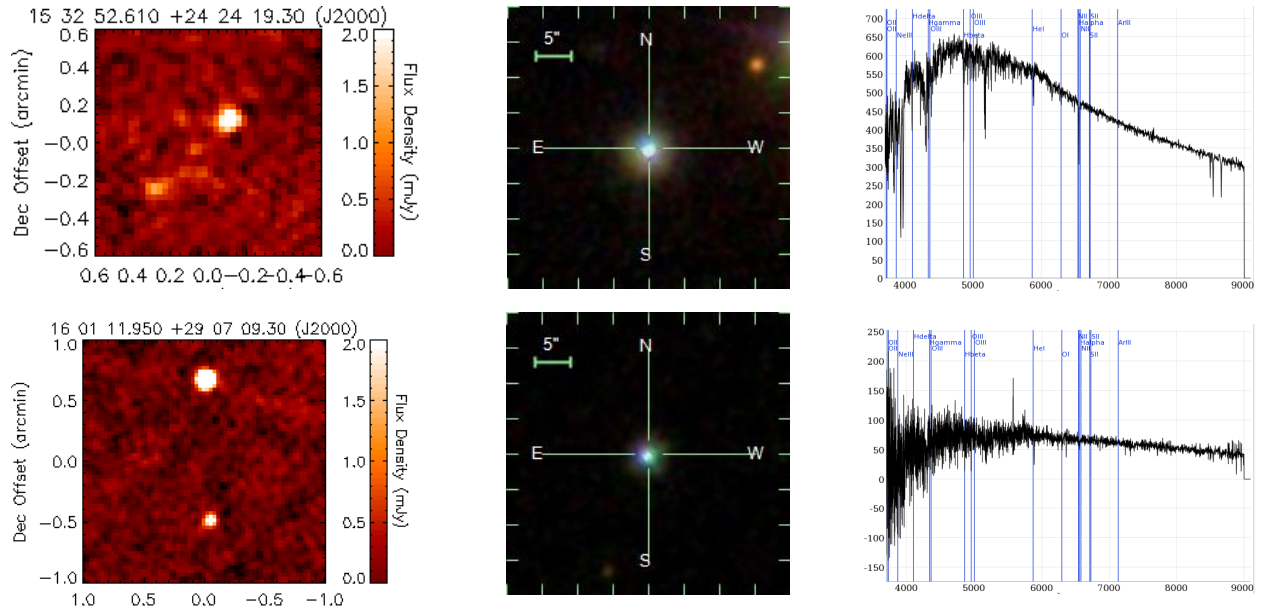 15 32 52.610 +24 24 19.30 (J2000)
Dec Offset (arcmin)
0.6
0.4
0.2
−0.0
−0.2
−0.4
−0.6
0.6 0.4 0.2 0.0−0.2−0.4−0.6
2.0
1.5
1.0
0.5
0.0
Flux Density (mJy)
5"
N
E
W
S
700
650
600
550
500
450
400
350
300
250
200
150
100
50
0
4000 5000 6000 7000 8000 9000
Hdelta OIII NII SII
OII Hgamma OIII Halpha ArIII
OII OIII HeI NII
NeIII Hbeta OI SII
16 01 11.950 +29 07 09.30 (J2000)
Dec Offset (arcmin)
1.0
0.5
0.0
−0.5
−1.0
1.0 0.5 0.0 −0.5 −1.0
2.0
1.5
1.0
0.5
0.0
Flux Density (mJy)
5"
N
E
W
S
250
200
150
100
50
0
-50
-100
-150
4000 5000 6000 7000 8000 9000
Hdelta OIII NII SII
OII Hgamma OIII Halpha ArIII
OII OIII HeI NII
NeIII Hbeta OI SII